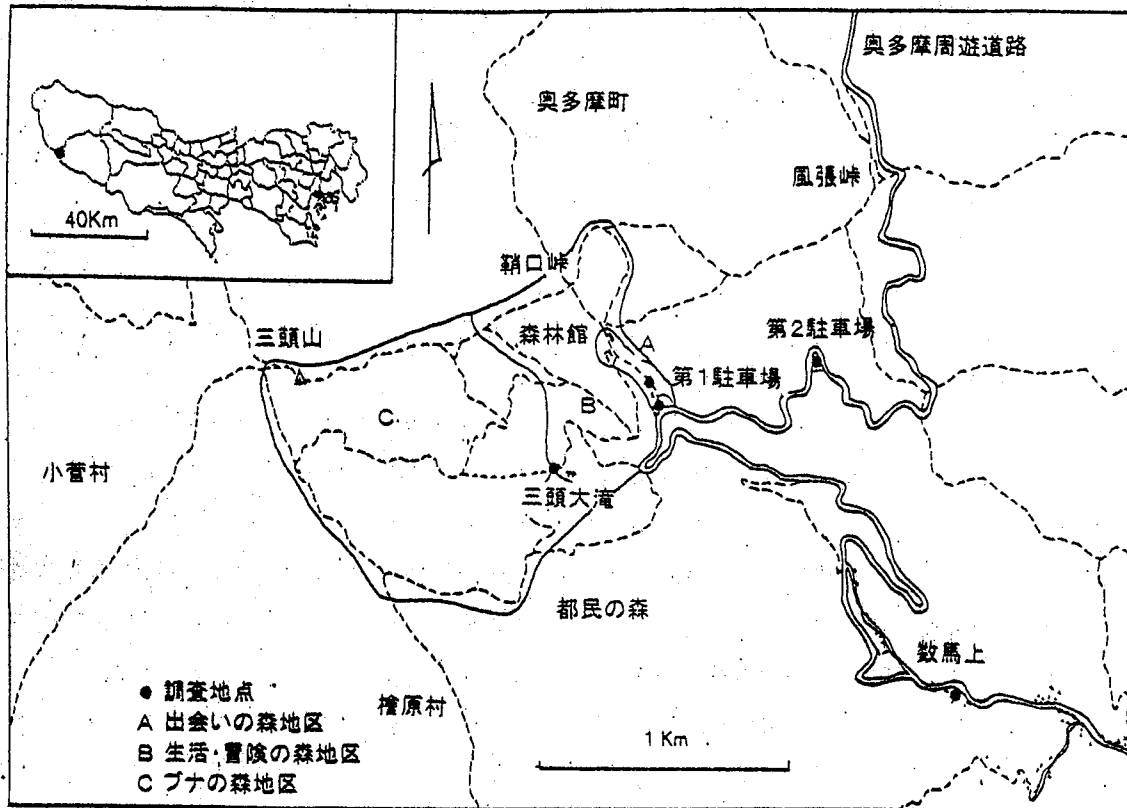 奥多摩周遊道路
奥多摩町
風張峠
40Km
鞘口峠
三頭山
森林館
A
第2駐車場
第1駐車場
B
C
小菅村
三頭大滝
都民の森
数馬上
● 調査地点
A 出会いの森地区
B 生活・冒険の森地区
C ブナの森地区
檜原村
1Km